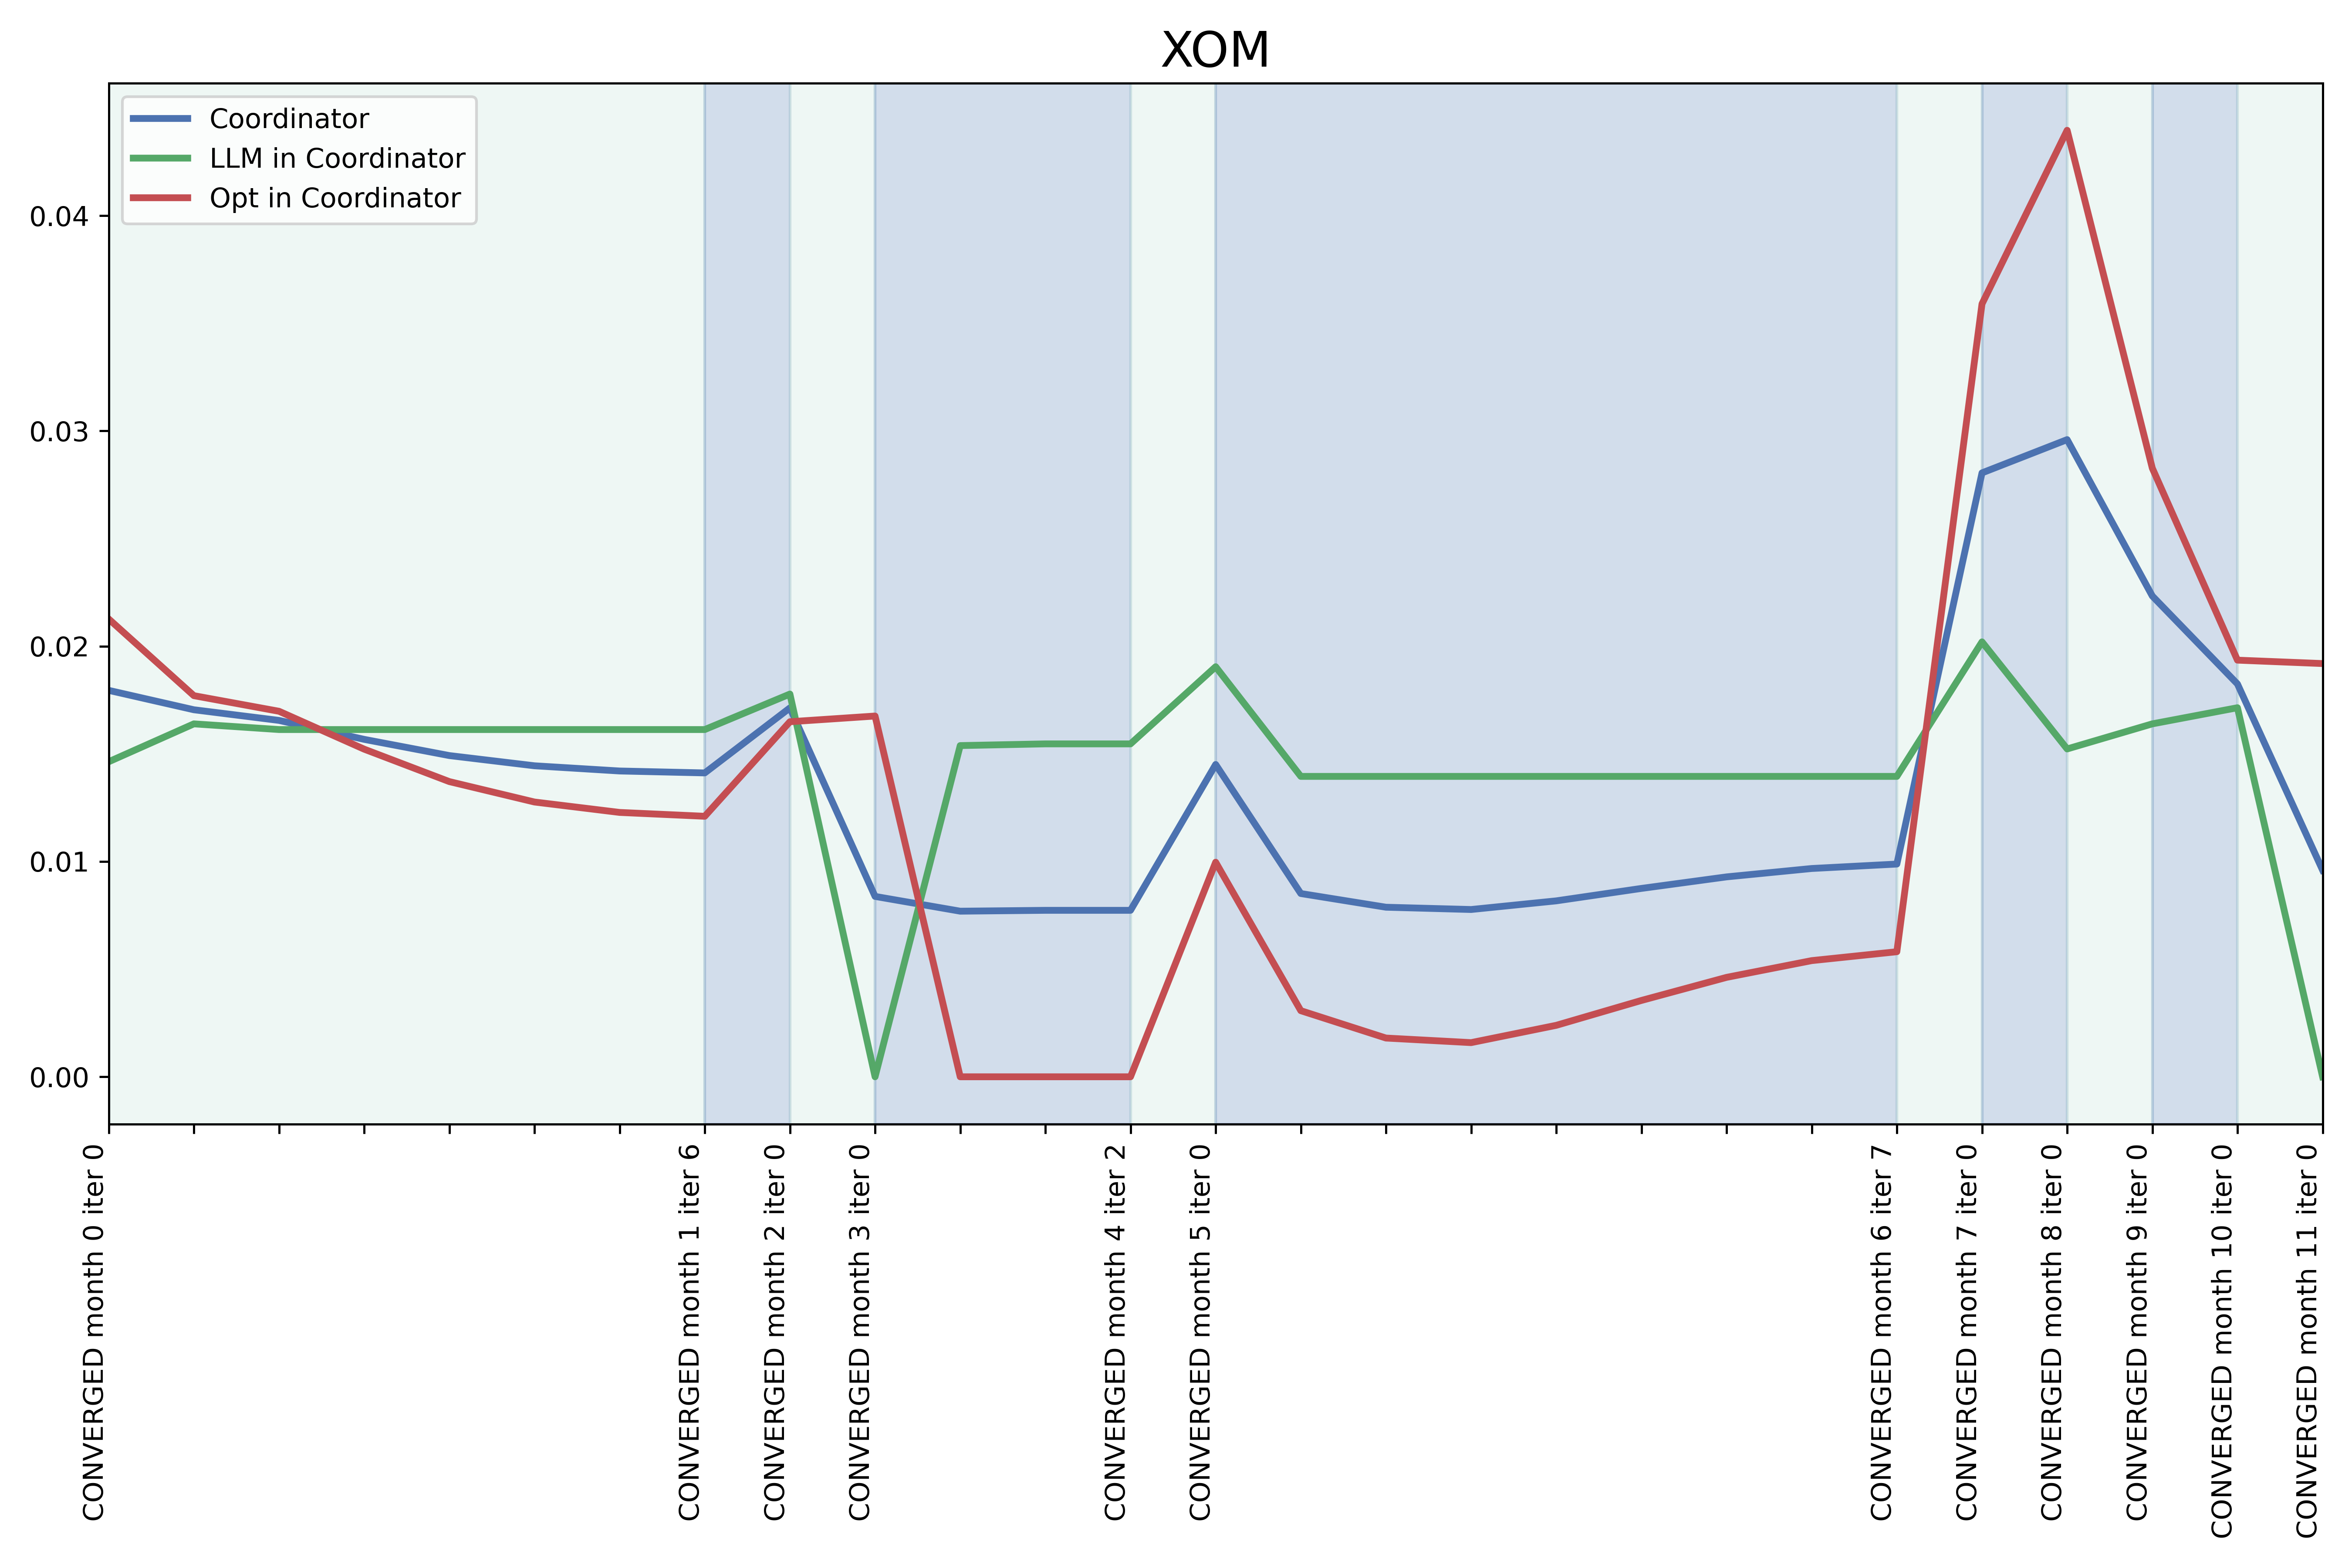 XOM
Coordinator
LLM in Coordinator
Opt in Coordinator
0.04
0.03
0.02
0.01
0.00
CONVERGED month 0 iter 0
CONVERGED month 1 iter 6
CONVERGED month 2 iter 0
CONVERGED month 3 iter 0
CONVERGED month 4 iter 2
CONVERGED month 5 iter 0
CONVERGED month 6 iter 7
CONVERGED month 7 iter 0
CONVERGED month 8 iter 0
CONVERGED month 9 iter 0
CONVERGED month 10 iter 0
CONVERGED month 11 iter 0